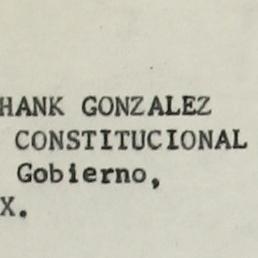 HANK GONZALEZ
CONSTITUCIONAL
Gobierno,
X.